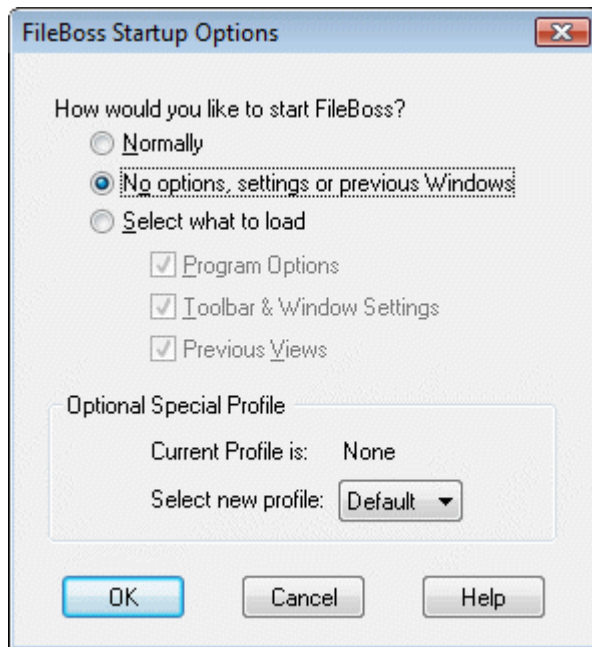 FileBoss Startup Options
How would you like to start FileBoss?
Normally
No options, settings or previous Windows
Select what to load
Program Options
Toolbar & Window Settings
Previous Views
Optional Special Profile
Current Profile is: None
Select new profile: Default
OK Cancel Help